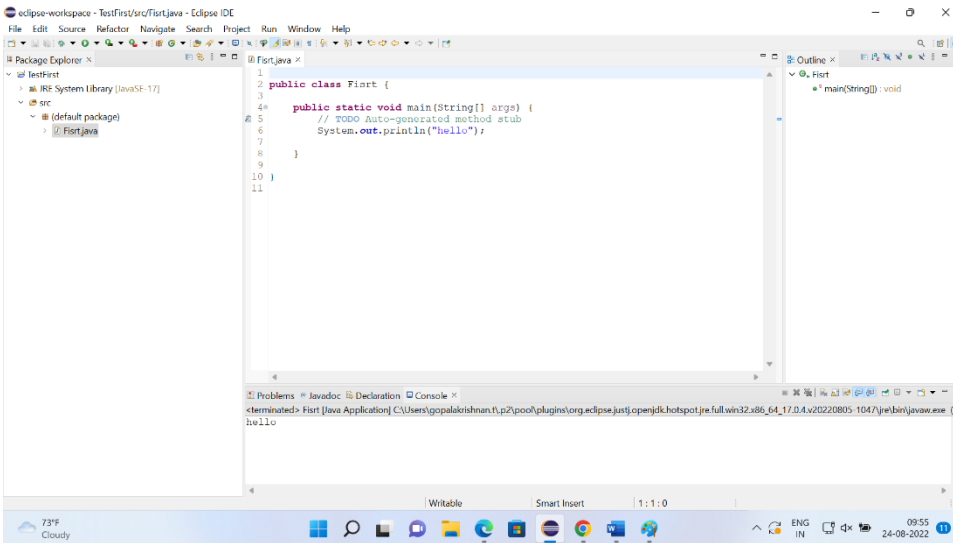 eclipse-workspace - TestFirst/src/Fisrt.java - Eclipse IDE
File Edit Source Refactor Navigate Search Project Run Window Help
Package Explorer
TestFirst
JRE System Library [JavaSE-17]
src
(default package)
Fisrt.java
Fisrt.java
1
2 public class Fisrt {
3
4 public static void main(String[] args) {
5 // TODO Auto-generated method stub
6 System.out.println("hello");
7
8 }
9
10 }
11
Outline
Fisrt
main(String[]) : void
Problems Javadoc Declaration Console
<terminated> Fisrt [Java Application] C:\Users\gopalakrishnan.t\.p2\pool\plugins\org.eclipse.justj.openjdk.hotspot.jre.full.win32.x86_64_17.0.4.v20220805-1047\jre\bin\javaw.exe (
hello
Writable Smart Insert 1 : 1 : 0
73°F
Cloudy
ENG
IN
09:55
24-08-2022
11